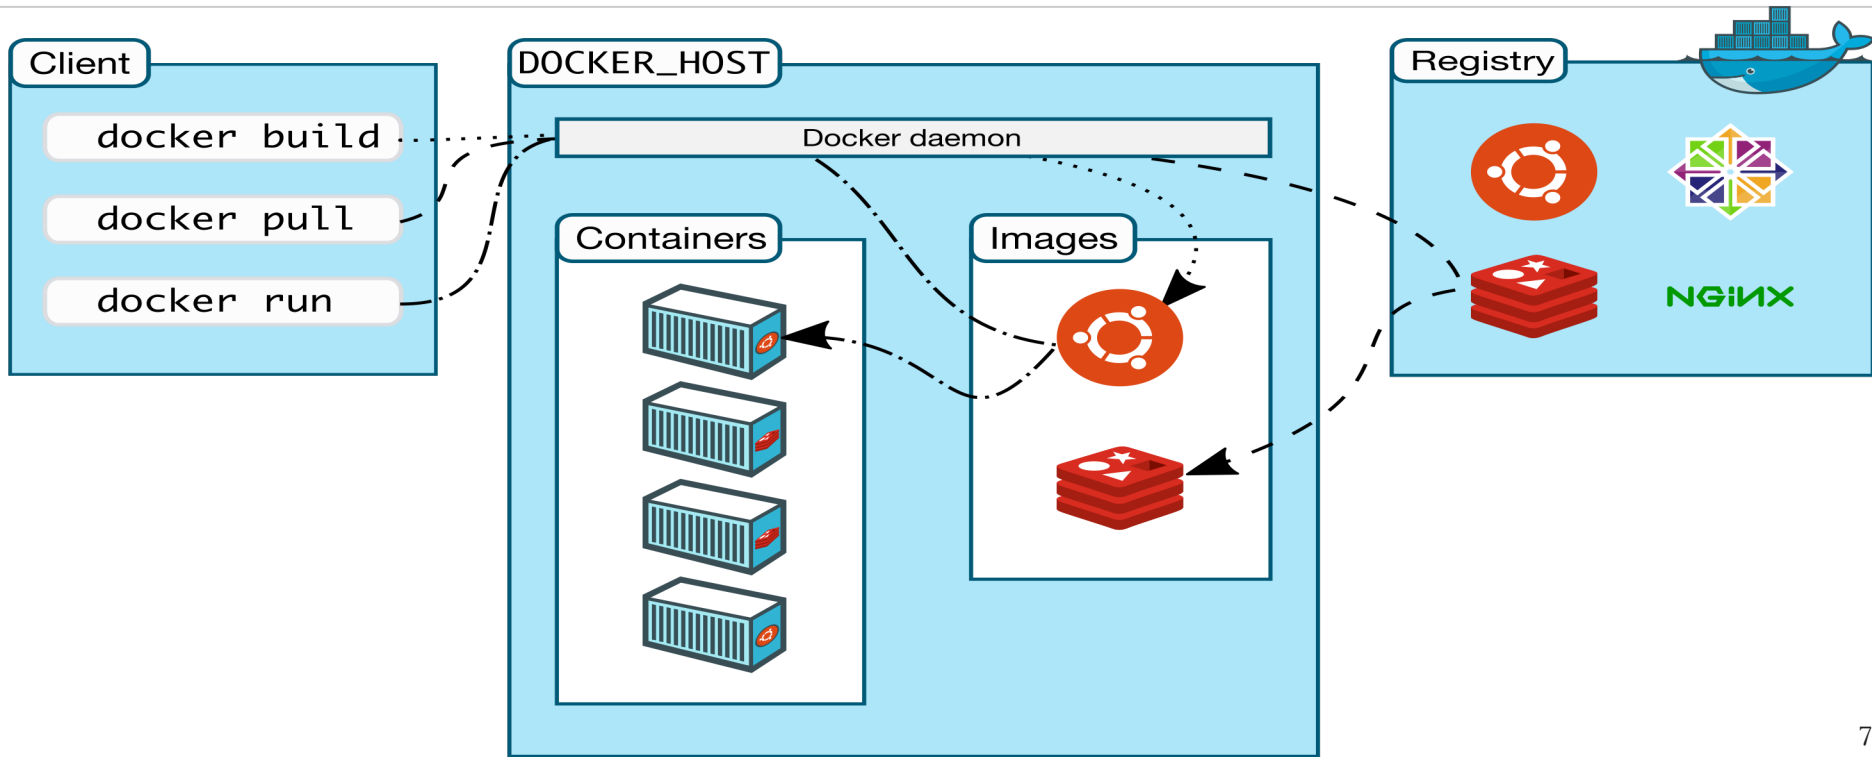 Client
docker build
docker pull
docker run
DOCKER_HOST
Docker daemon
Containers
Images
Registry
NGiNX
7